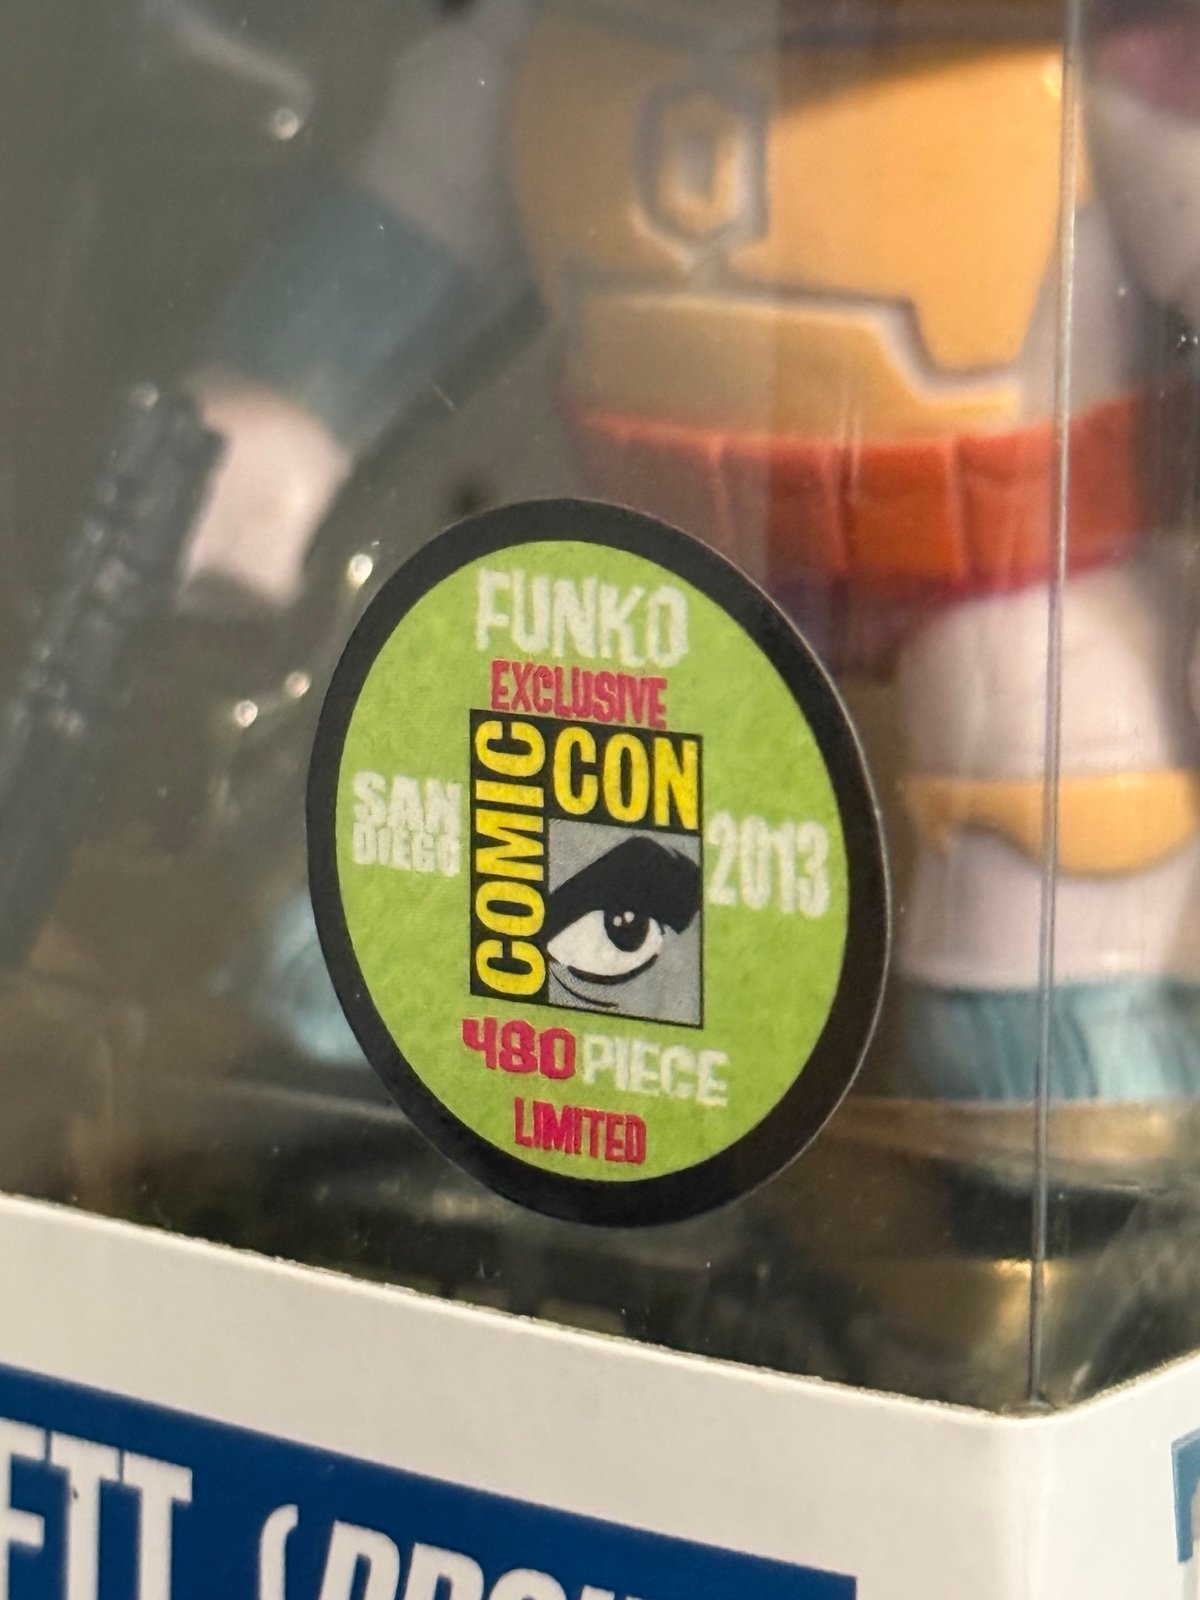 FUNKO
EXCLUSIVE
COMIC CON
SAN DIEGO
2013
480 PIECE
LIMITED